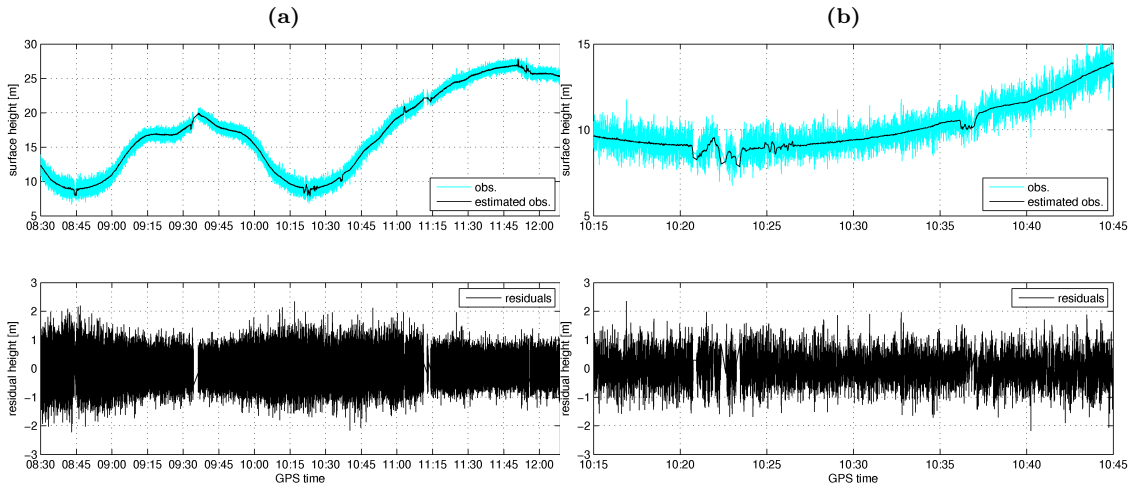 (a)
(b)
surface height [m]
30
25
20
15
10
5
obs.
estimated obs.
08:30 08:45 09:00 09:15 09:30 09:45 10:00 10:15 10:30 10:45 11:00 11:15 11:30 11:45 12:00
surface height [m]
15
10
5
obs.
estimated obs.
10:15 10:20 10:25 10:30 10:35 10:40 10:45
residual height [m]
3
2
1
0
−1
−2
−3
residuals
08:30 08:45 09:00 09:15 09:30 09:45 10:00 10:15 10:30 10:45 11:00 11:15 11:30 11:45 12:00
GPS time
residual height [m]
3
2
1
0
−1
−2
−3
residuals
10:15 10:20 10:25 10:30 10:35 10:40 10:45
GPS time